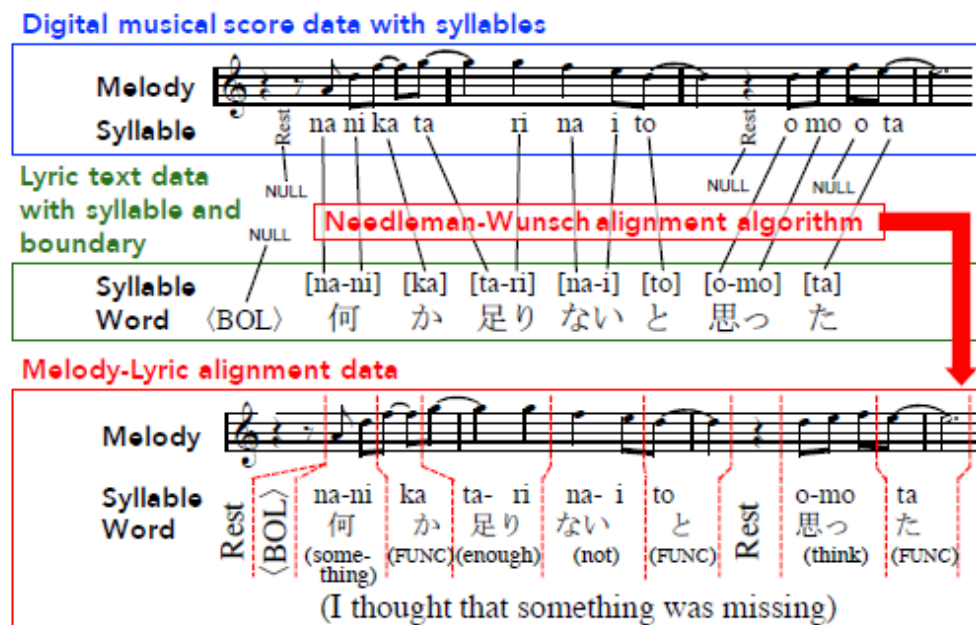 Digital musical score data with syllables
Melody
Syllable Rest na ni ka ta ri na i to Rest o mo o ta
NULL NULL NULL
Lyric text data
with syllable and
boundary
NULL
Needleman-Wunsch alignment algorithm
Syllable [na-ni] [ka] [ta-ri] [na-i] [to] [o-mo] [ta]
Word 〈BOL〉 何 か 足り ない と 思っ た
Melody-Lyric alignment data
Melody
Syllable na-ni ka ta- ri na- i to o-mo ta
Word Rest 〈BOL〉 何 か 足り ない と Rest 思っ た
(some-thing) (FUNC) (enough) (not) (FUNC) (think) (FUNC)
(I thought that something was missing)